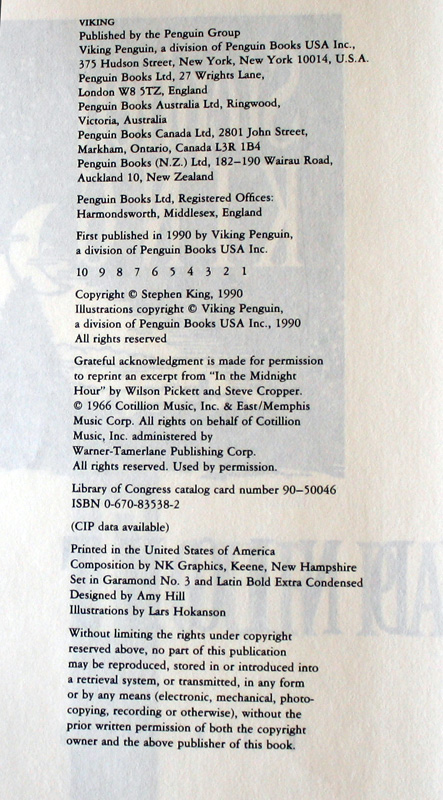 VIKING
Published by the Penguin Group
Viking Penguin, a division of Penguin Books USA Inc.,
375 Hudson Street, New York, New York 10014, U.S.A.
Penguin Books Ltd, 27 Wrights Lane,
London W8 5TZ, England
Penguin Books Australia Ltd, Ringwood,
Victoria, Australia
Penguin Books Canada Ltd, 2801 John Street,
Markham, Ontario, Canada L3R 1B4
Penguin Books (N.Z.) Ltd, 182–190 Wairau Road,
Auckland 10, New Zealand
Penguin Books Ltd, Registered Offices:
Harmondsworth, Middlesex, England
First published in 1990 by Viking Penguin,
a division of Penguin Books USA Inc.
10 9 8 7 6 5 4 3 2 1
Copyright © Stephen King, 1990
Illustrations copyright © Viking Penguin,
a division of Penguin Books USA Inc., 1990
All rights reserved
Grateful acknowledgment is made for permission
to reprint an excerpt from "In the Midnight
Hour" by Wilson Pickett and Steve Cropper.
© 1966 Cotillion Music, Inc. & East/Memphis
Music Corp. All rights on behalf of Cotillion
Music, Inc. administered by
Warner-Tamerlane Publishing Corp.
All rights reserved. Used by permission.
Library of Congress catalog card number 90–50046
ISBN 0-670-83538-2
(CIP data available)
Printed in the United States of America
Composition by NK Graphics, Keene, New Hampshire
Set in Garamond No. 3 and Latin Bold Extra Condensed
Designed by Amy Hill
Illustrations by Lars Hokanson
Without limiting the rights under copyright
reserved above, no part of this publication
may be reproduced, stored in or introduced into
a retrieval system, or transmitted, in any form
or by any means (electronic, mechanical, photo-
copying, recording or otherwise), without the
prior written permission of both the copyright
owner and the above publisher of this book.